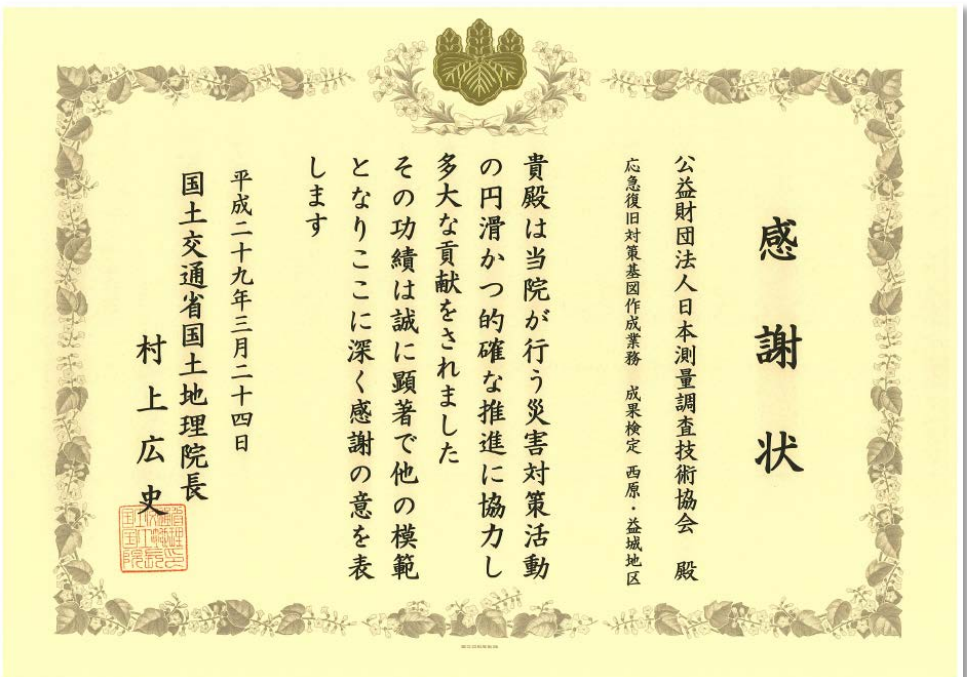 感謝状
公益財団法人日本測量調査技術協会 殿
応急復旧対策基図作成業務 成果検定 西原・益城地区
貴殿は当院が行う災害対策活動
の円滑かつ的確な推進に協力し
多大な貢献をされました
その功績は誠に顕著で他の模範
となりここに深く感謝の意を表
します
平成二十九年三月二十四日
国土交通省国土地理院長
村上広史